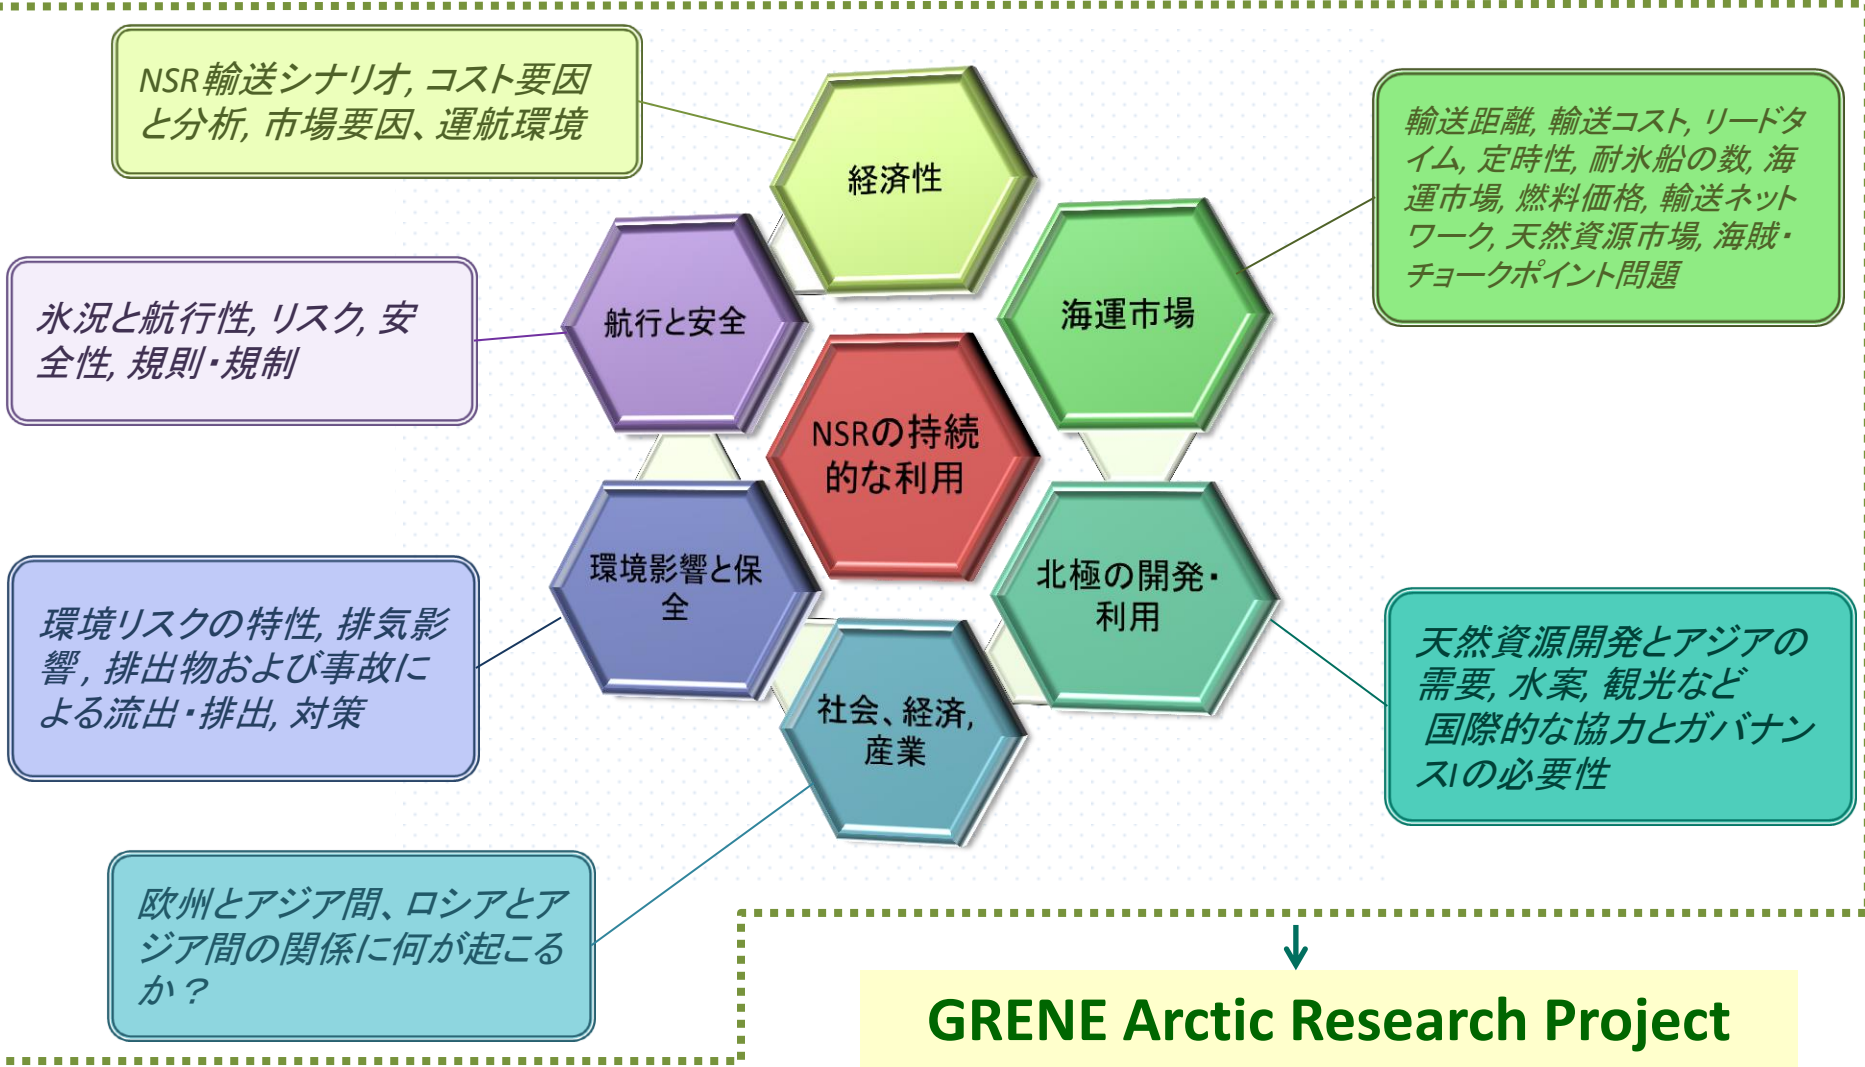 NSR輸送シナリオ, コスト要因
と分析, 市場要因、運航環境
経済性
輸送距離, 輸送コスト, リードタ
イム, 定時性, 耐氷船の数, 海
運市場, 燃料価格, 輸送ネット
ワーク, 天然資源市場, 海賊・
チョークポイント問題
海運市場
氷況と航行性, リスク, 安
全性, 規則・規制
航行と安全
NSRの持続
的な利用
環境影響と保
全
北極の開発・
利用
環境リスクの特性, 排気影
響, 排出物および事故に
よる流出・排出, 対策
天然資源開発とアジアの
需要, 水案, 観光など
国際的な協力とガバナン
スIの必要性
社会、経済,
産業
欧州とアジア間、ロシアとア
ジア間の関係に何が起こる
か？
GRENE Arctic Research Project